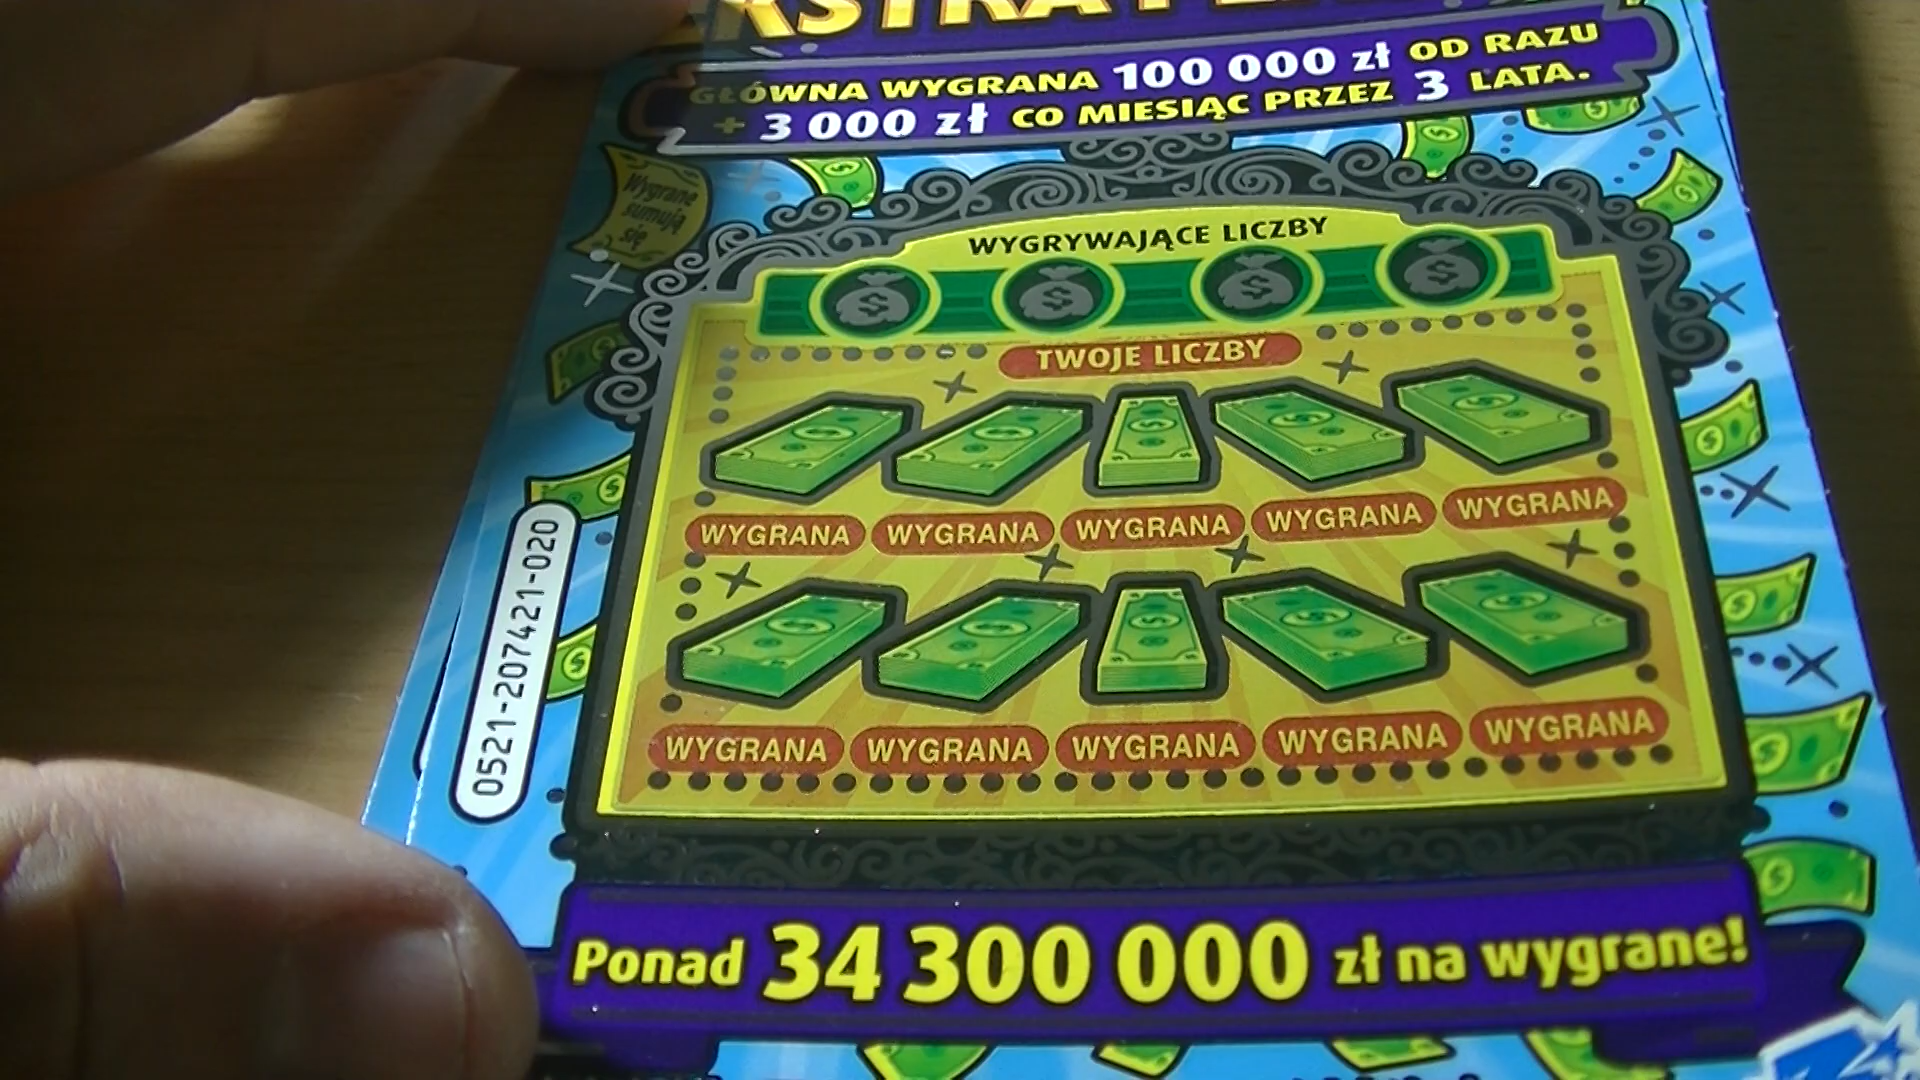 GŁÓWNA WYGRANA 100 000 zł OD RAZU
+ 3 000 zł CO MIESIĄC PRZEZ 3 LATA.
Wygrane
sumują
się
WYGRYWAJĄCE LICZBY
TWOJE LICZBY
WYGRANA WYGRANA WYGRANA WYGRANA WYGRANA
WYGRANA WYGRANA WYGRANA WYGRANA WYGRANA
0521-207421-020
Ponad 34 300 000 zł na wygrane!